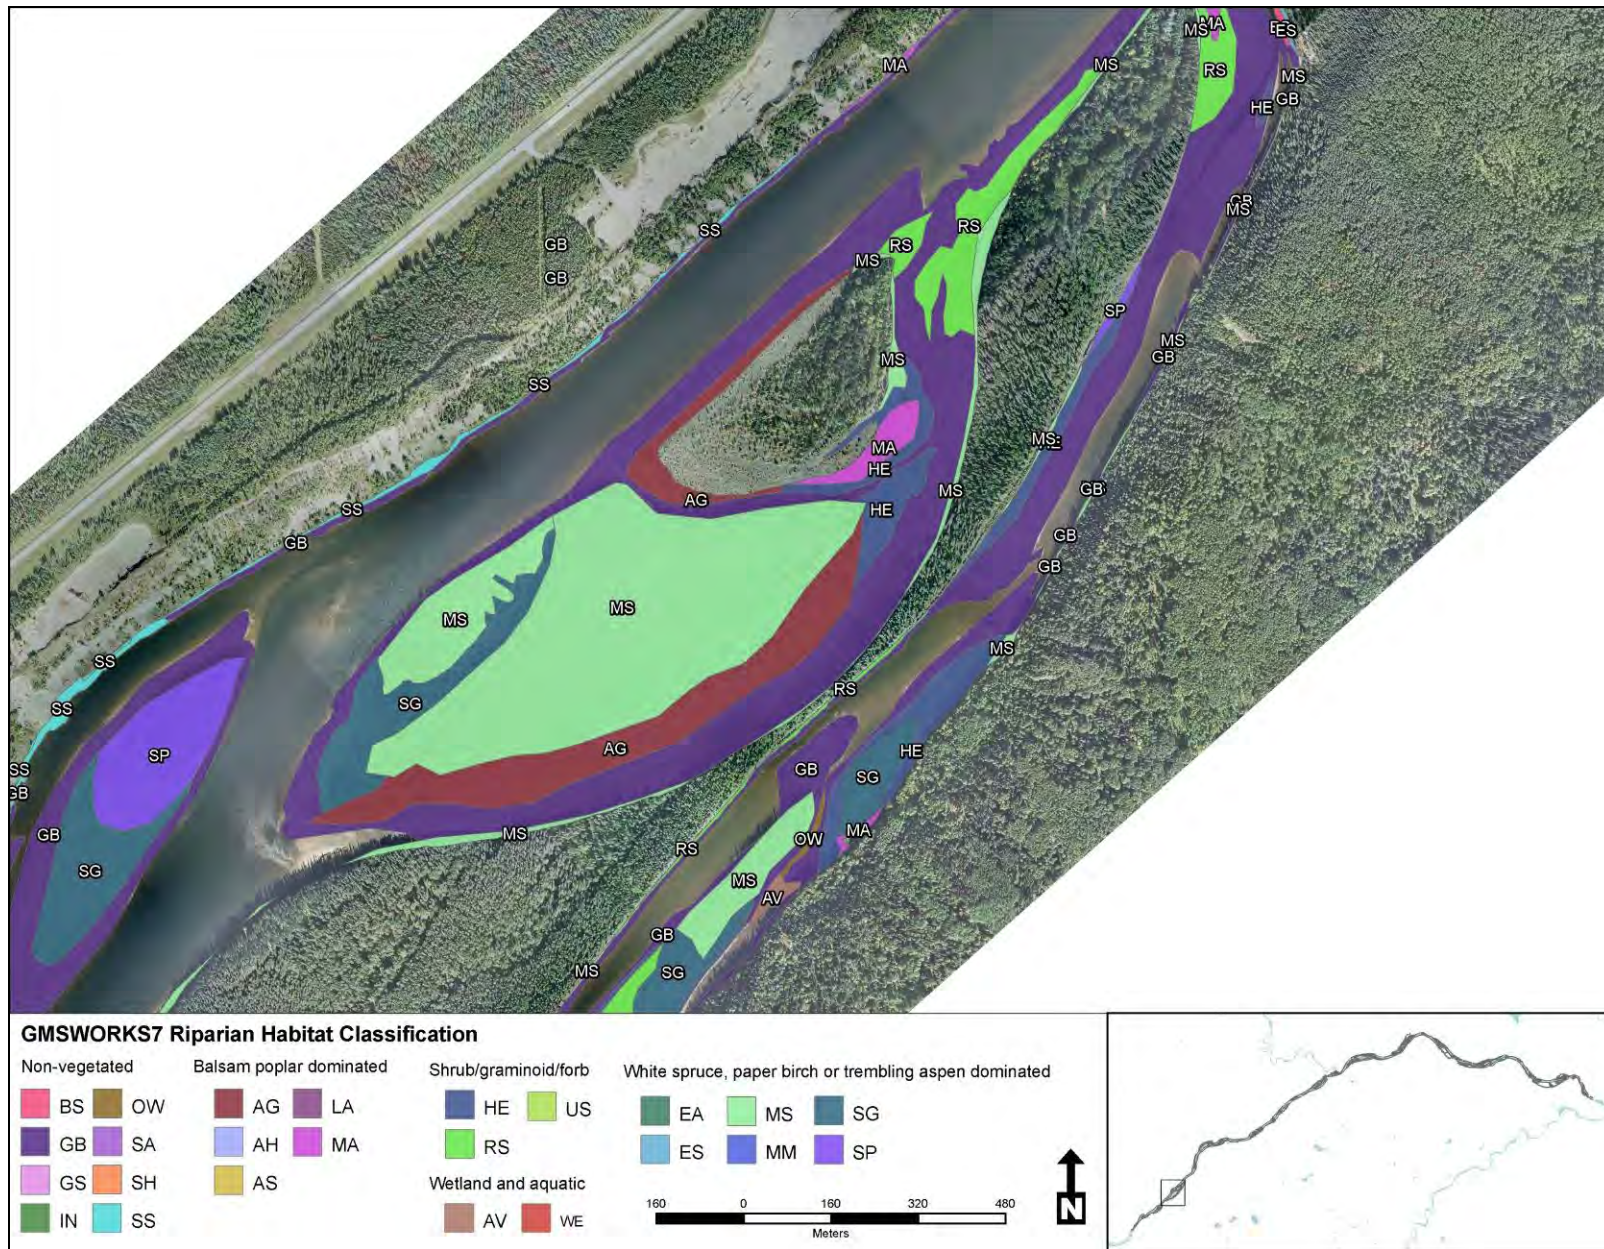 MA
MS
MS
MA
ES
RS
MS
GB
HE
SS
RS
RS
GB
MS
GB
GB
MS
SP
MS
GB
MS
SS
MS
MA
HE
AG
MS
HE
GB
SS
GB
GB
GB
MS
MS
MS
SS
SG
RS
SS
SP
AG
HE
GB
SG
SS
GB
GB
MS
MA
OW
RS
SG
MS
AV
GB
MS
SG
GMSWORKS7 Riparian Habitat Classification
Non-vegetated
BS OW
GB SA
GS SH
IN SS
Balsam poplar dominated
AG LA
AH MA
AS
Shrub/graminoid/forb
HE US
RS
Wetland and aquatic
AV WE
White spruce, paper birch or trembling aspen dominated
EA MS SG
ES MM SP
160 0 160 320 480
Meters
N